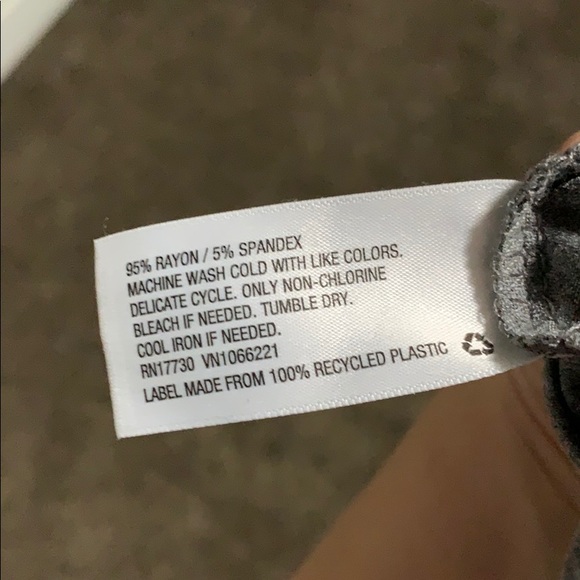 95% RAYON / 5% SPANDEX
MACHINE WASH COLD WITH LIKE COLORS.
DELICATE CYCLE. ONLY NON-CHLORINE
BLEACH IF NEEDED. TUMBLE DRY.
COOL IRON IF NEEDED.
RN17730 VN1066221
LABEL MADE FROM 100% RECYCLED PLASTIC